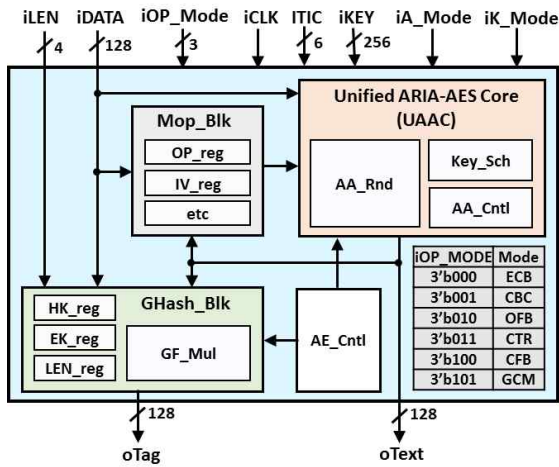 iLEN iDATA iOP_Mode iCLK ITIC iKEY iA_Mode iK_Mode
4 128 3 6 256
Unified ARIA-AES Core
(UAAC)
Mop_Blk
OP_reg
IV_reg
etc
AA_Rnd
Key_Sch
AA_Cntl
iOP_MODE Mode
3'b000 ECB
3'b001 CBC
3'b010 OFB
3'b011 CTR
3'b100 CFB
3'b101 GCM
GHash_Blk
HK_reg
EK_reg
LEN_reg
GF_Mul
AE_Cntl
128 128
oTag oText